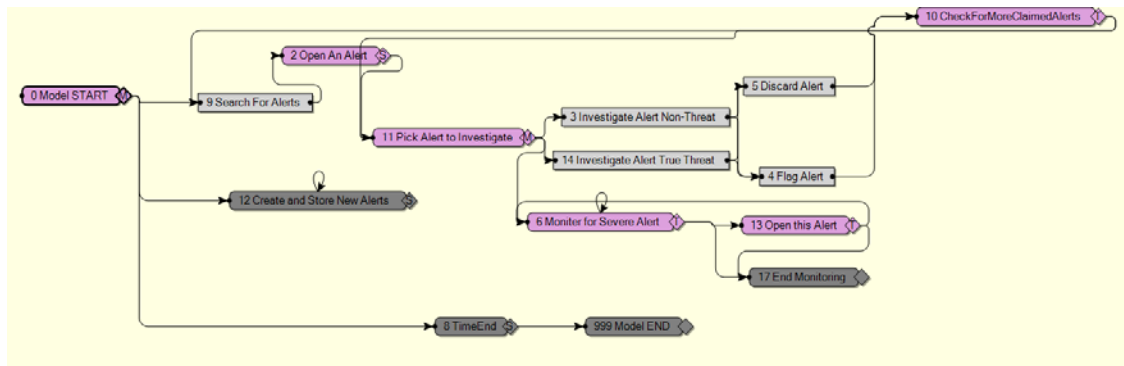 10 CheckForMoreClaimedAlerts T
2 Open An Alert S
5 Discard Alert
0 Model START M
9 Search For Alerts
3 Investigate Alert Non-Threat
11 Pick Alert to Investigate M
14 Investigate Alert True Threat
4 Flag Alert
12 Create and Store New Alerts S
6 Moniter for Severe Alert T
13 Open this Alert T
17 End Monitoring
8 TimeEnd S
999 Model END